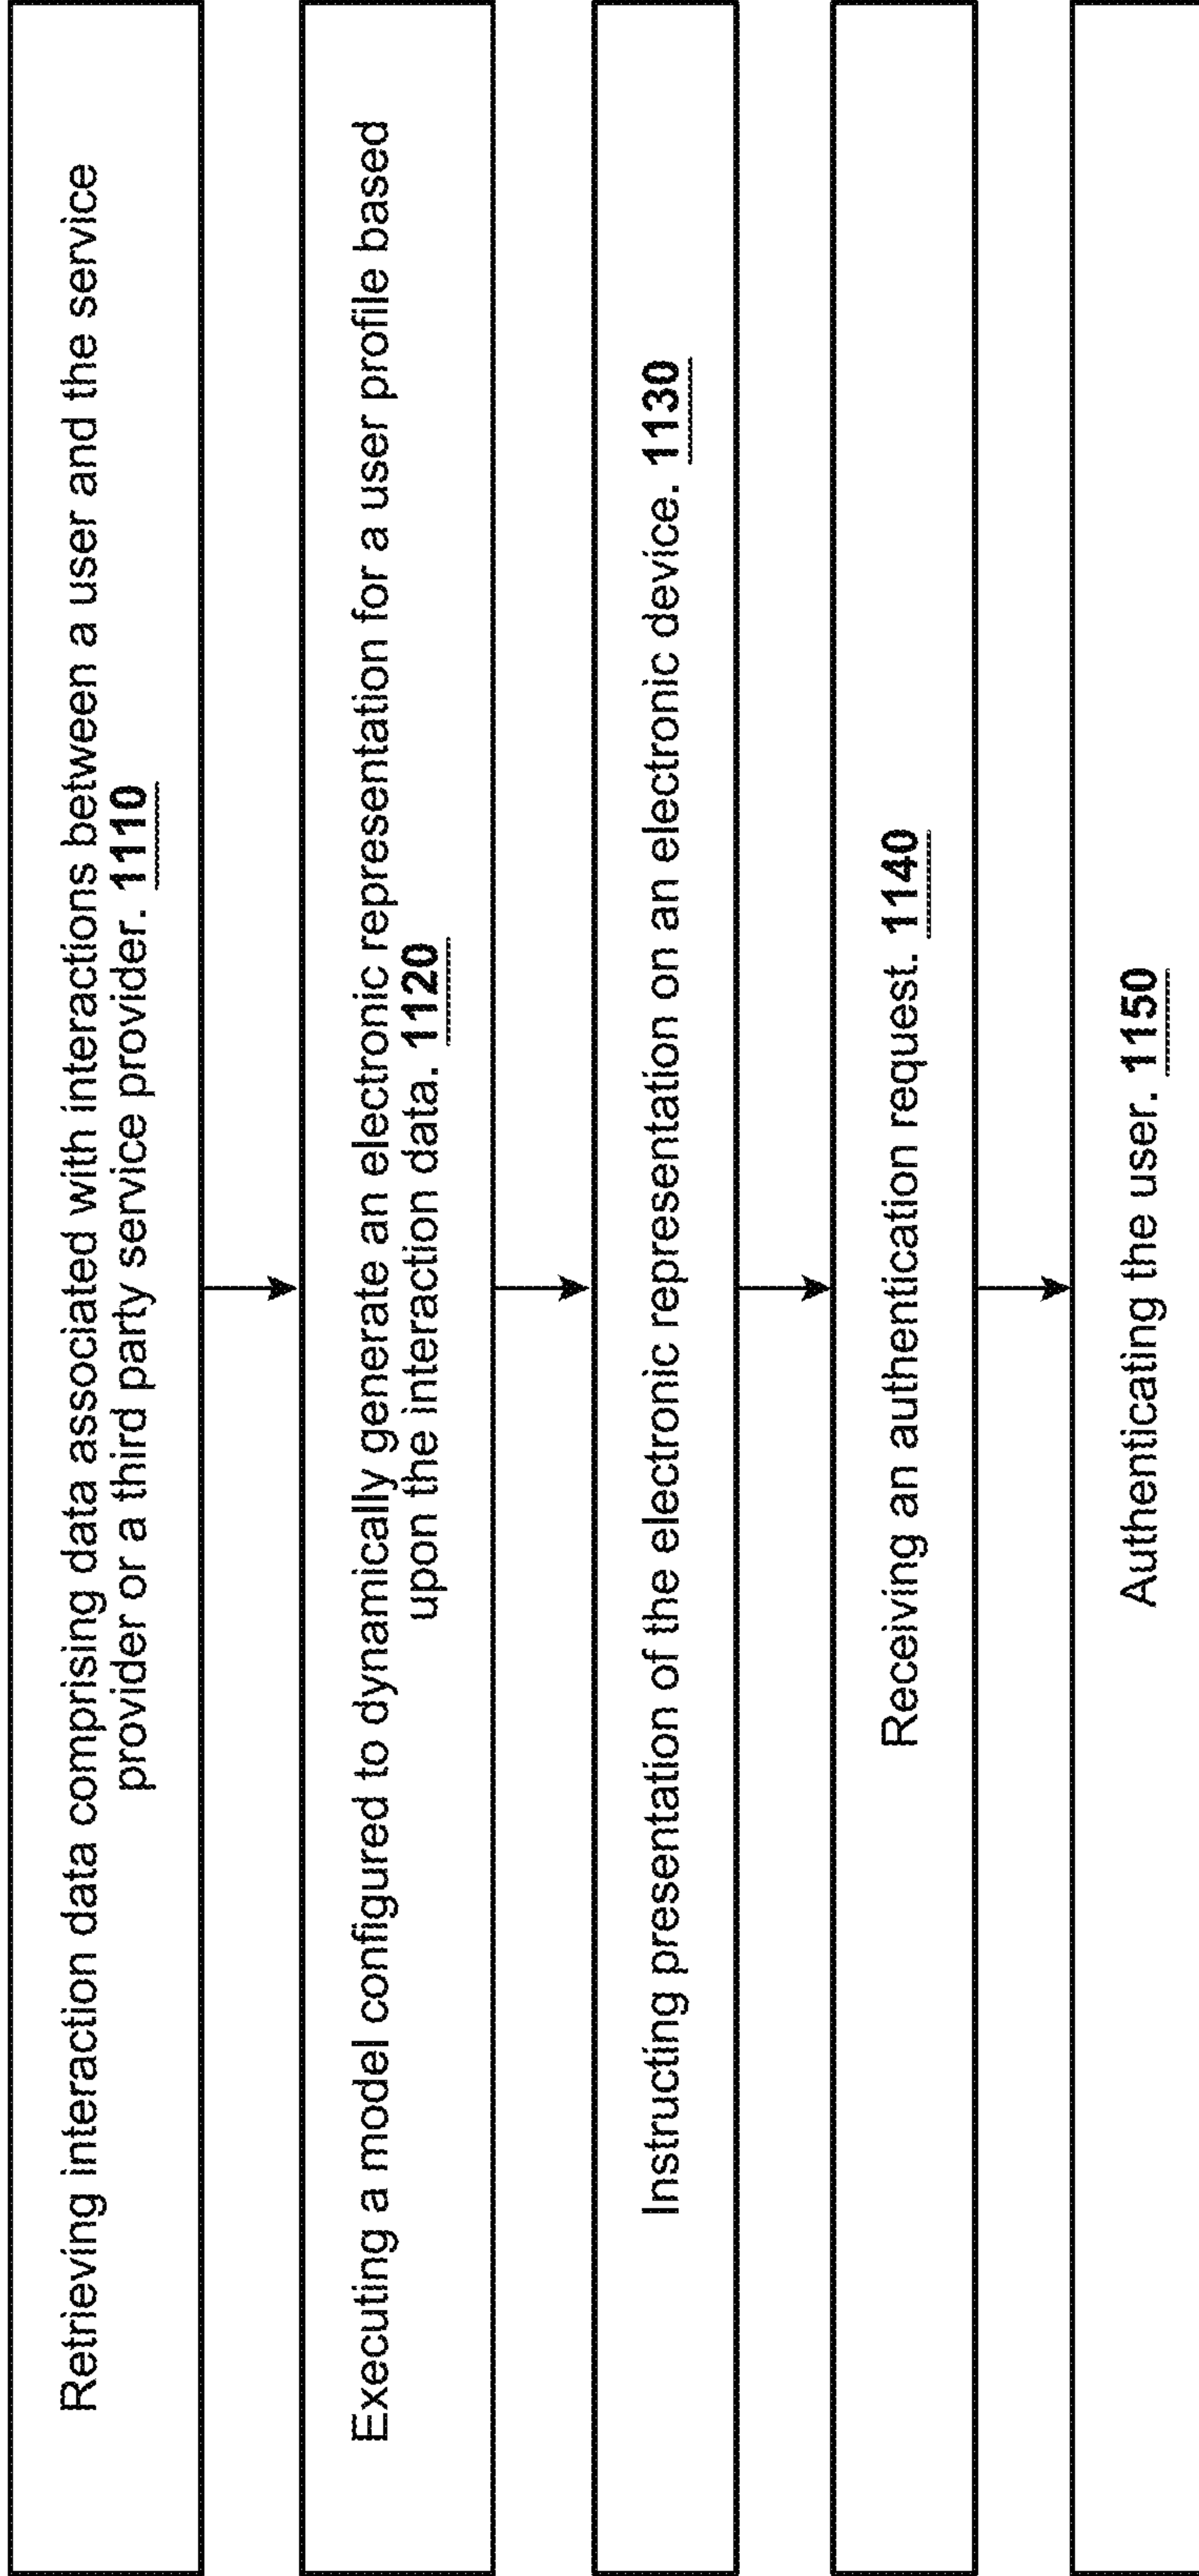 Retrieving interaction data comprising data associated with interactions between a user and the service
provider or a third party service provider. 1110
Executing a model configured to dynamically generate an electronic representation for a user profile based
upon the interaction data. 1120
Instructing presentation of the electronic representation on an electronic device. 1130
Receiving an authentication request. 1140
Authenticating the user. 1150